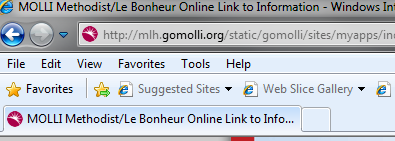 MOLLI Methodist/Le Bonheur Online Link to Information - Windows Int
http://mlh.gomolli.org/static/gomolli/sites/myapps/in
File Edit View Favorites Tools Help
Favorites Suggested Sites Web Slice Gallery
MOLLI Methodist/Le Bonheur Online Link to Info...